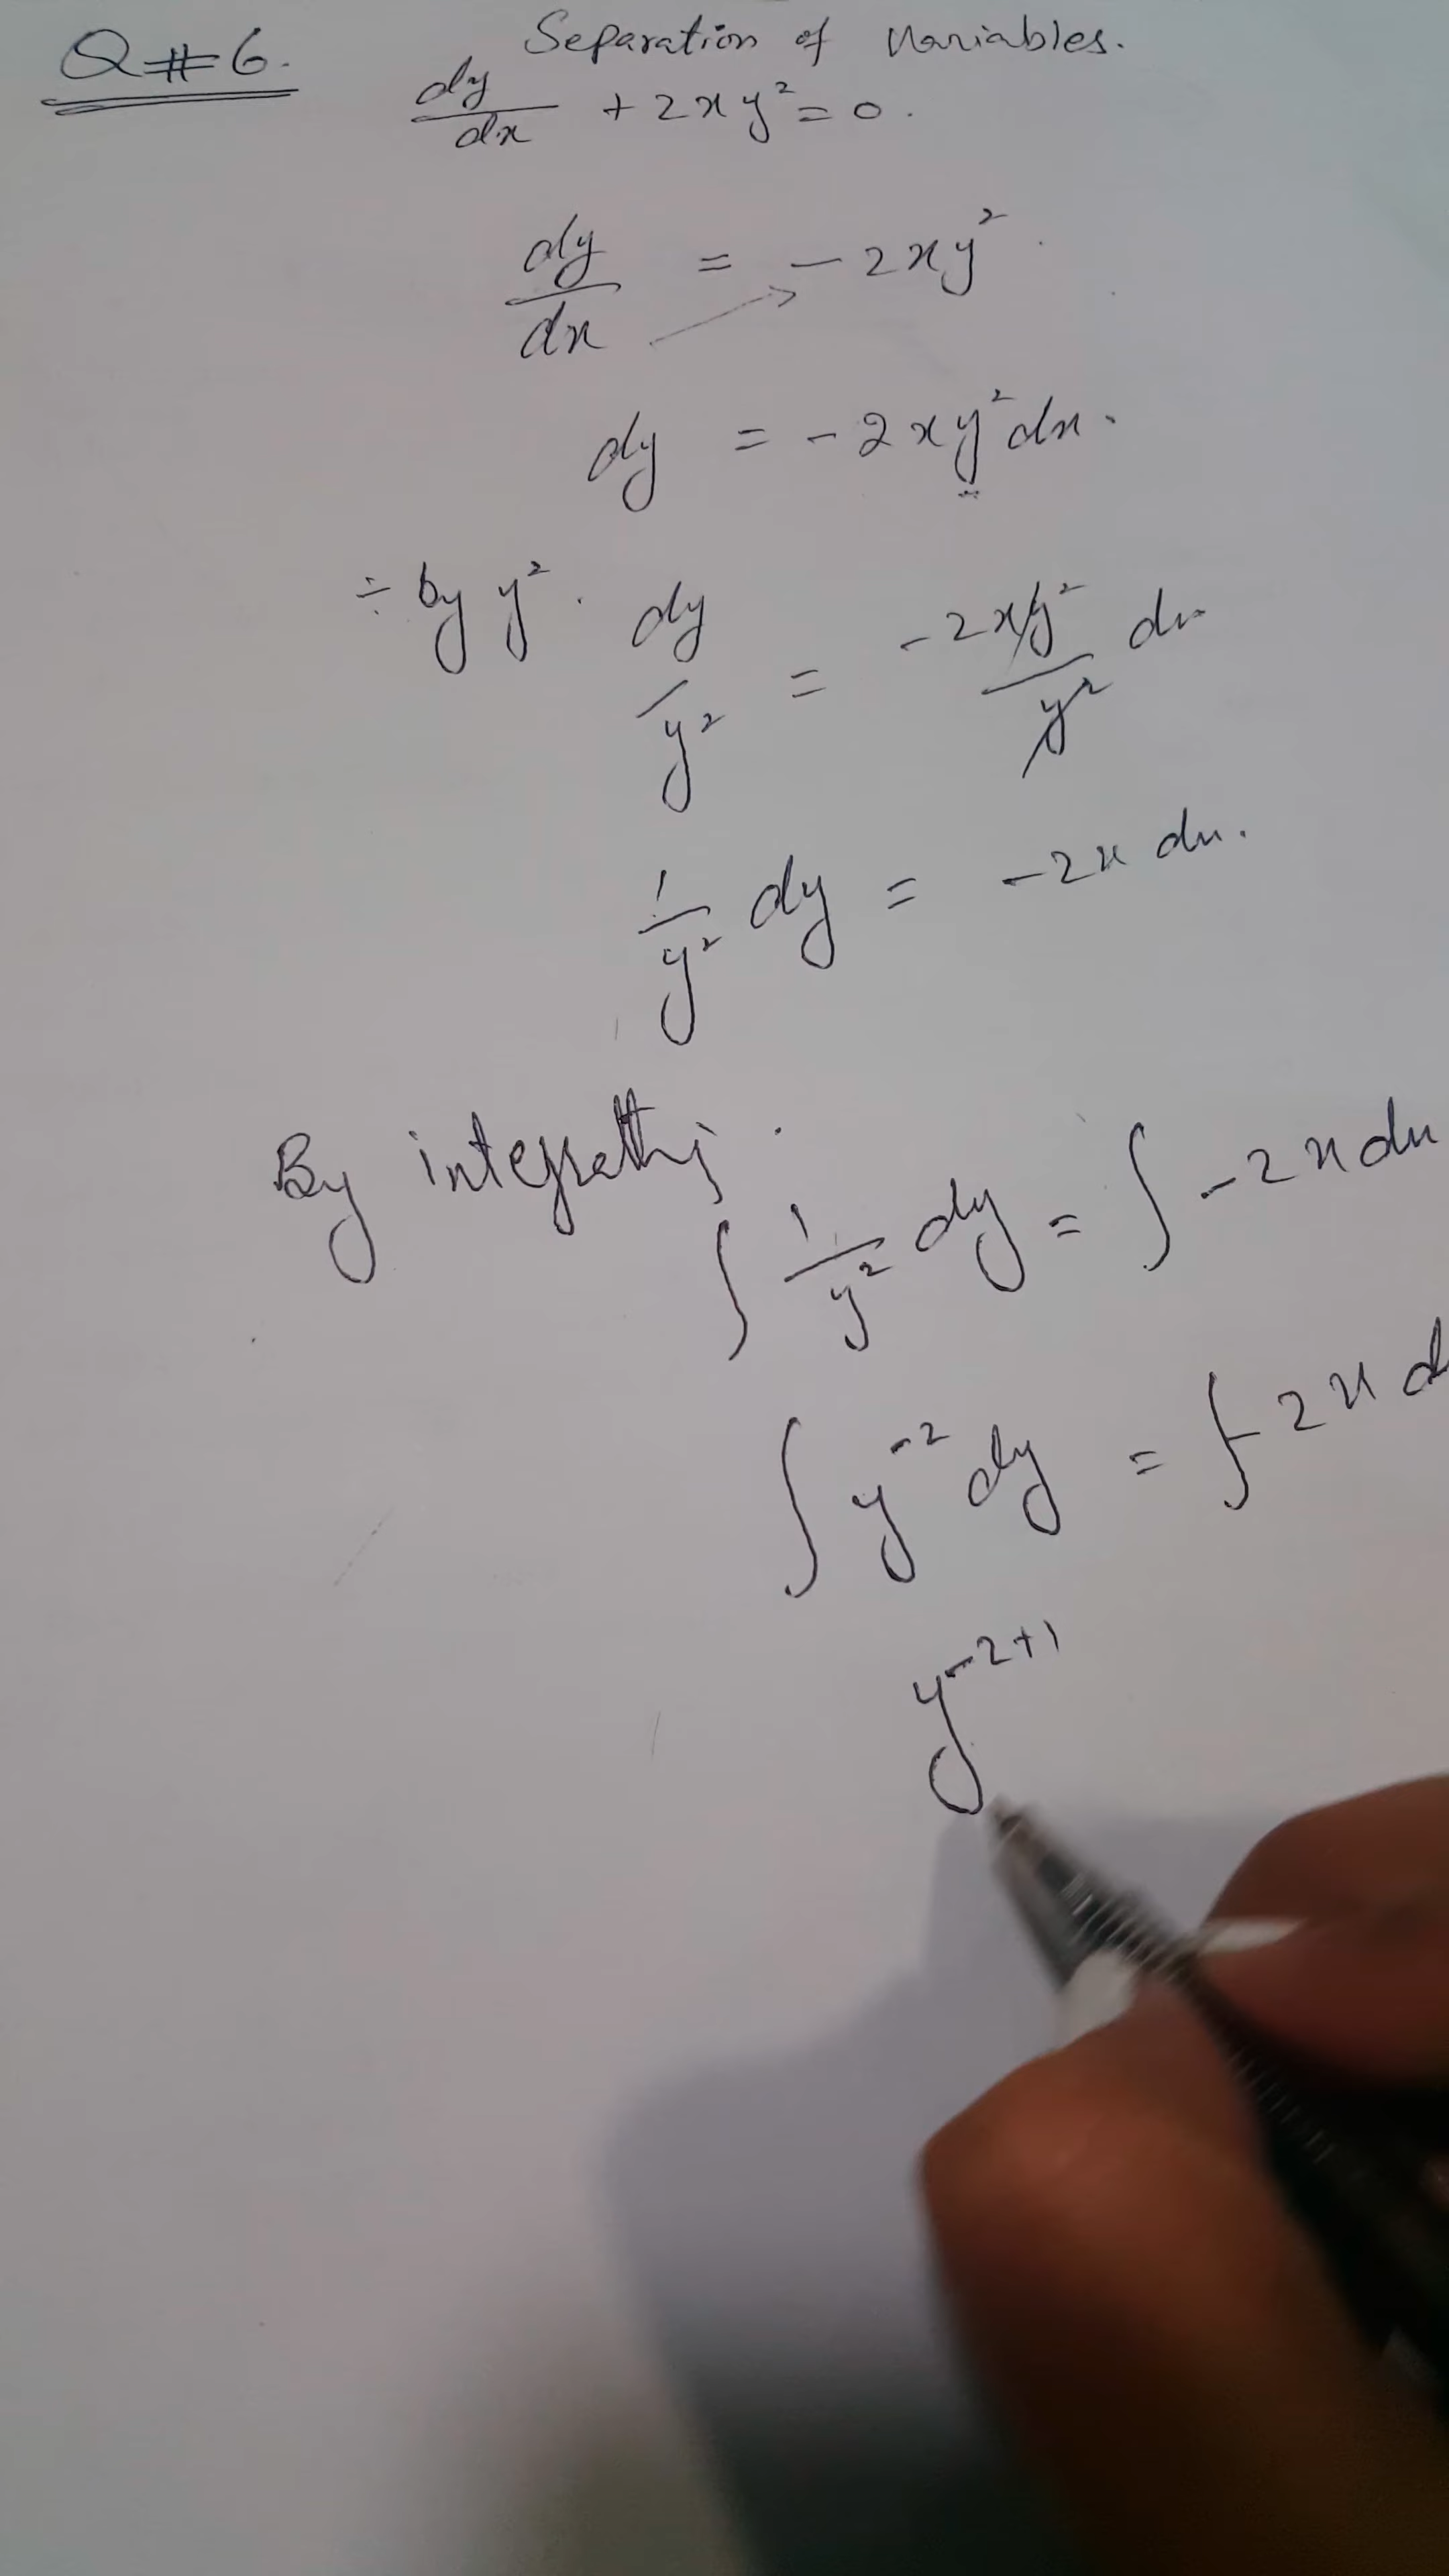 Q#6.
Separation of Variables.
dy/dx + 2xy² = 0.
dy/dx = -2xy²
dy = -2xy² dx.
÷ by y². dy/y² = -2xy²/y² dx
1/y² dy = -2x dx.
By integrating.
∫ 1/y² dy = ∫ -2x dx
∫ y⁻² dy = ∫ -2x d
y⁻²⁺¹